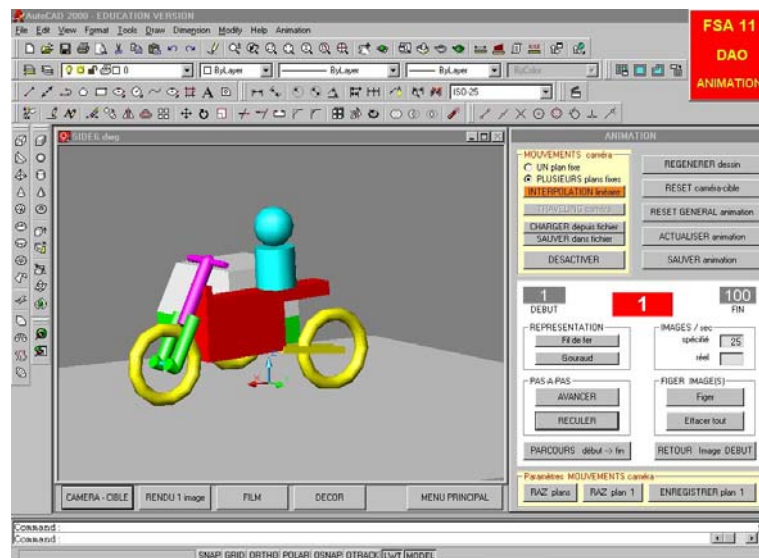 AutoCAD 2000 - EDUCATION VERSION
File Edit View Format Tools Draw Dimension Modify Help Animation
FSA 11
DAO
ANIMATION
0
ByLayer
ByLayer
ByLayer
ByColor
ISO-25
SIDE6.dwg
ANIMATION
MOUVEMENTS caméra
UN plan fixe
PLUSIEURS plans fixes
INTERPOLATION linéaire
TRAVELING caméra
CHARGER depuis fichier
SAUVER dans fichier
DESACTIVER
REGENERER dessin
RESET caméra-cible
RESET GENERAL animation
ACTUALISER animation
SAUVER animation
1
DEBUT
1
100
FIN
REPRESENTATION
Fil de fer
Gouraud
IMAGES / sec
spécifié 25
réel
PAS-A-PAS
AVANCER
RECULER
FIGER IMAGE(S)
Figer
Effacer tout
PARCOURS début -> fin
RETOUR Image DEBUT
Paramètres MOUVEMENTS caméra
RAZ plans
RAZ plan 1
ENREGISTRER plan 1
CAMERA - CIBLE
RENDU 1 image
FILM
DECOR
MENU PRINCIPAL
Command:
Command:
SNAP GRID ORTHO POLAR OSNAP OTRACK LWT MODEL